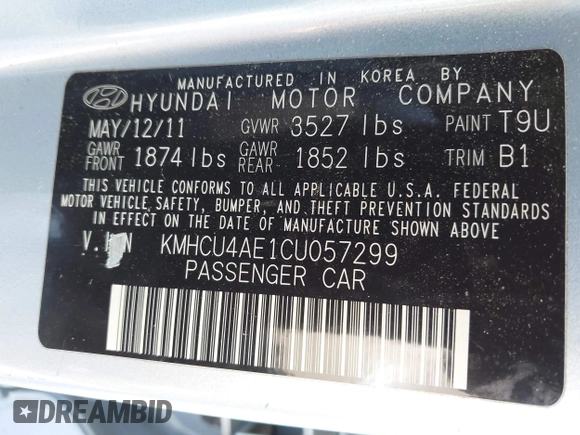 MANUFACTURED IN KOREA BY
HYUNDAI MOTOR COMPANY
MAY/12/11 GVWR 3527 lbs PAINT T9U
GAWR FRONT 1874 lbs GAWR REAR 1852 lbs TRIM B1
THIS VEHICLE CONFORMS TO ALL APPLICABLE U.S.A. FEDERAL
MOTOR VEHICLE SAFETY, BUMPER, AND THEFT PREVENTION STANDARDS
IN EFFECT ON THE DATE OF MANUFACTURE SHOWN ABOVE
V.I.N KMHCU4AE1CU057299
PASSENGER CAR
DREAMBID